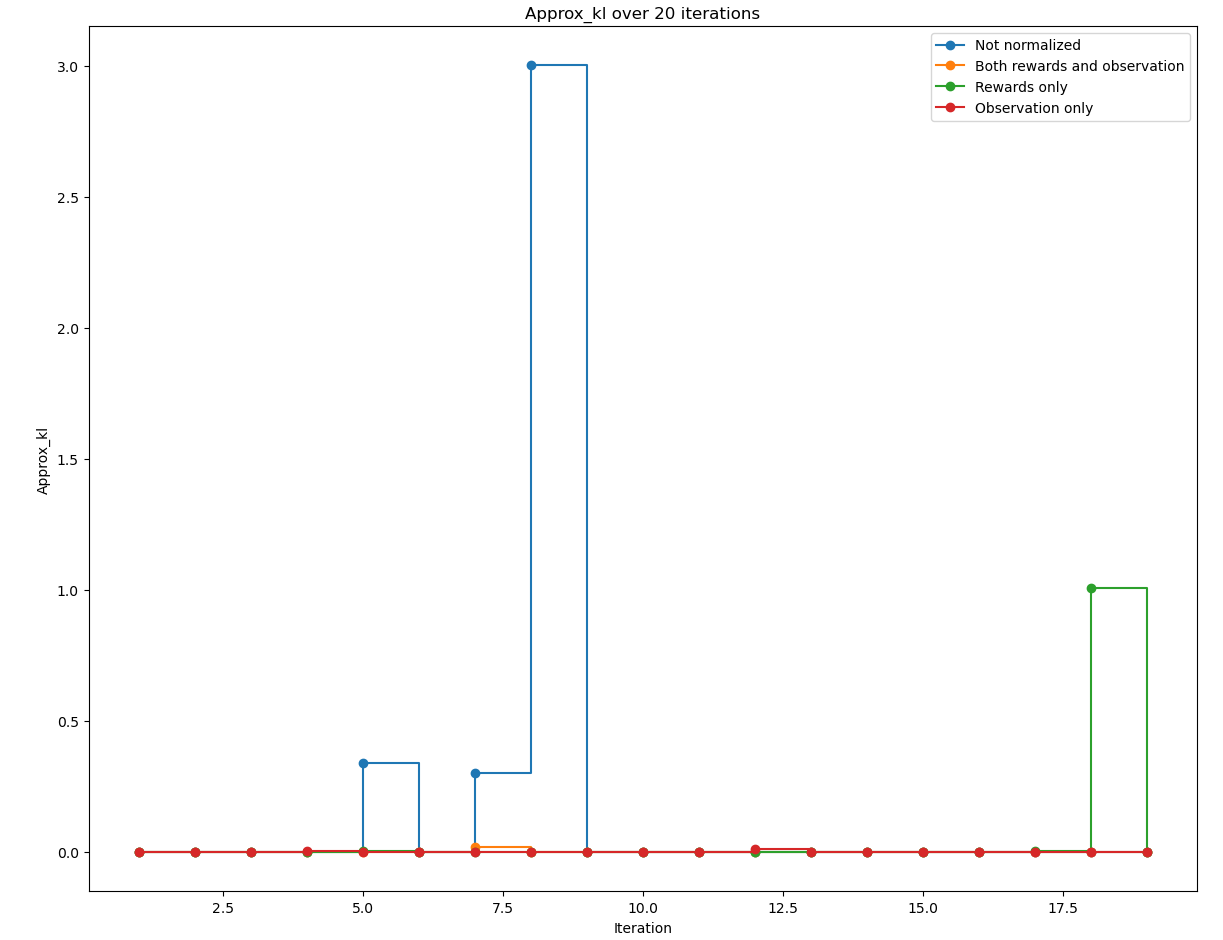 Approx_kl over 20 iterations
Not normalized
Both rewards and observation
Rewards only
Observation only
3.0
2.5
2.0
1.5
1.0
0.5
0.0
Approx_kl
2.5 5.0 7.5 10.0 12.5 15.0 17.5
Iteration